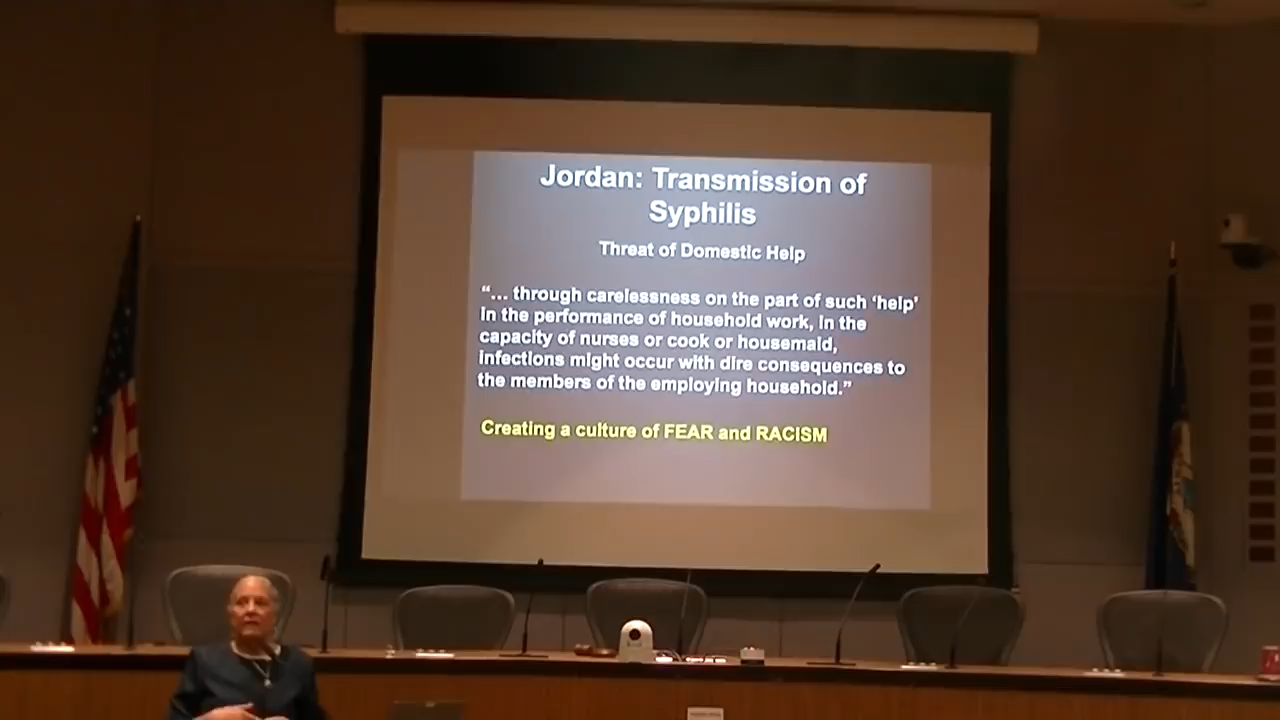 Jordan: Transmission of
Syphilis
Threat of Domestic Help
“... through carelessness on the part of such ‘help’
in the performance of household work, in the
capacity of nurses or cook or housemaid,
infections might occur with dire consequences to
the members of the employing household.”
Creating a culture of FEAR and RACISM